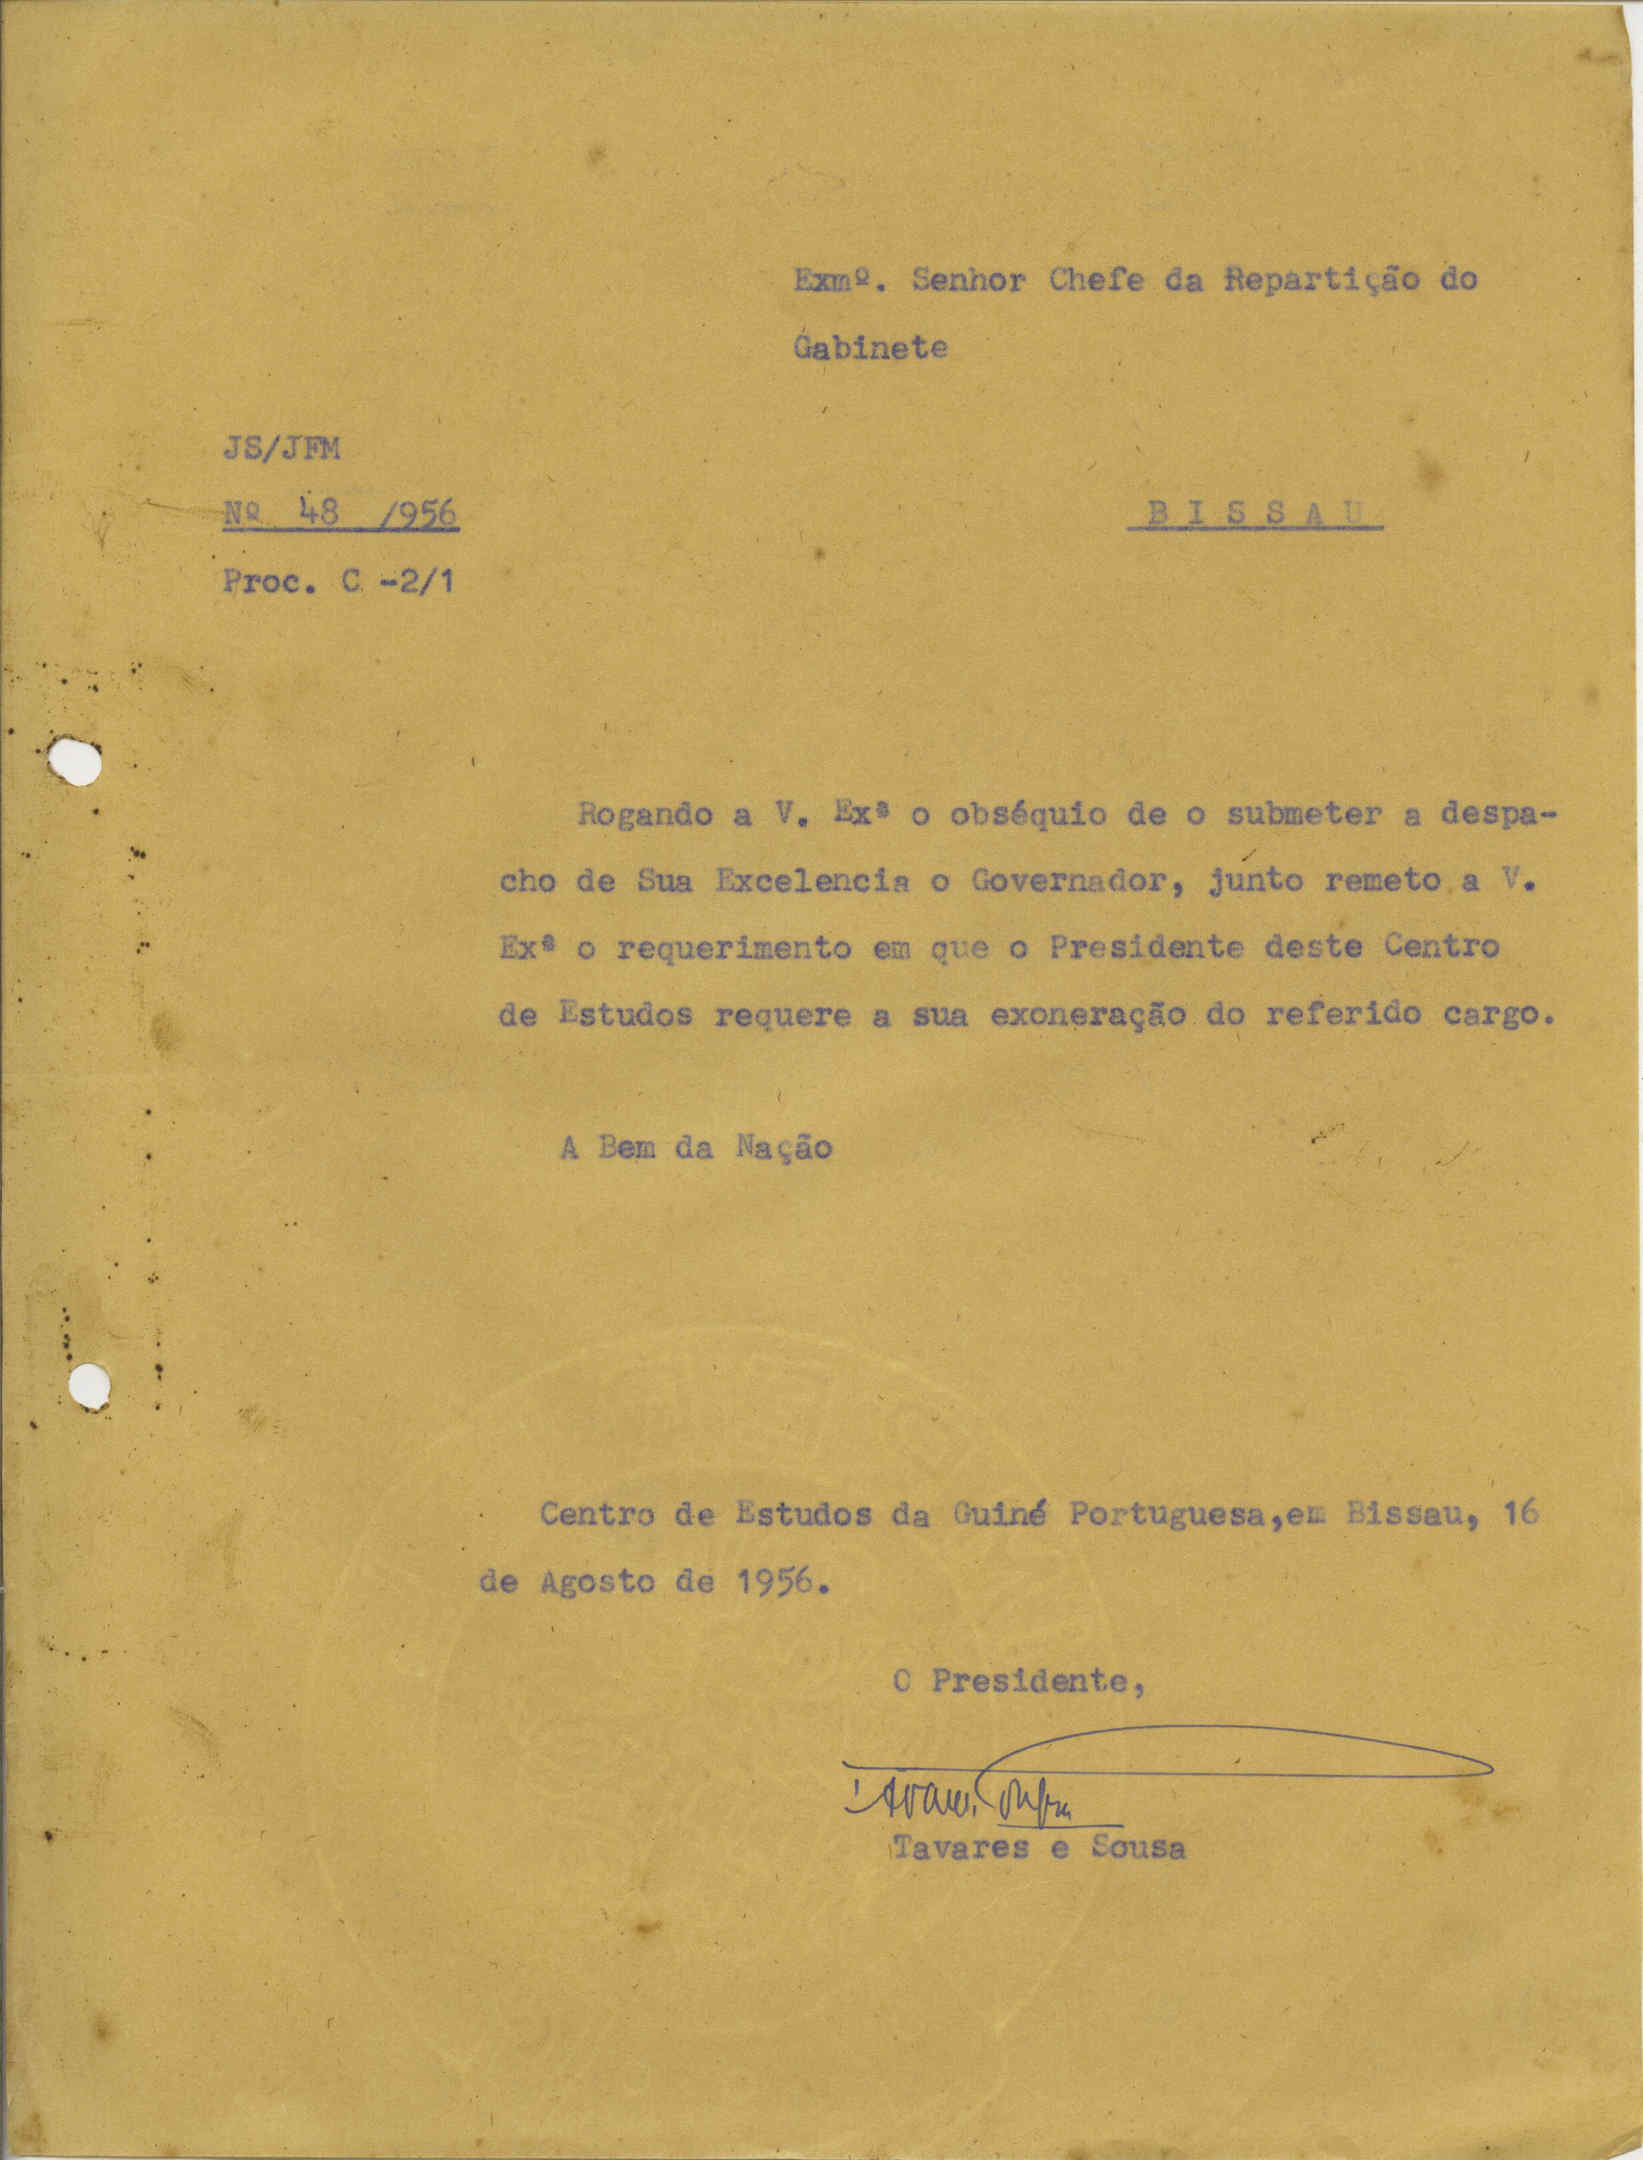 Exmº. Senhor Chefe da Repartição do
Gabinete
JS/JFM
Nº 48 /956
B I S S A U
Proc. C -2/1
Rogando a V. Exª o obséquio de o submeter a despa-
cho de Sua Excelencia o Governador, junto remeto a V.
Exª o requerimento em que o Presidente deste Centro
de Estudos requere a sua exoneração do referido cargo.
A Bem da Nação
Centro de Estudos da Guiné Portuguesa,em Bissau, 16
de Agosto de 1956.
O Presidente,
Tavares e Sousa